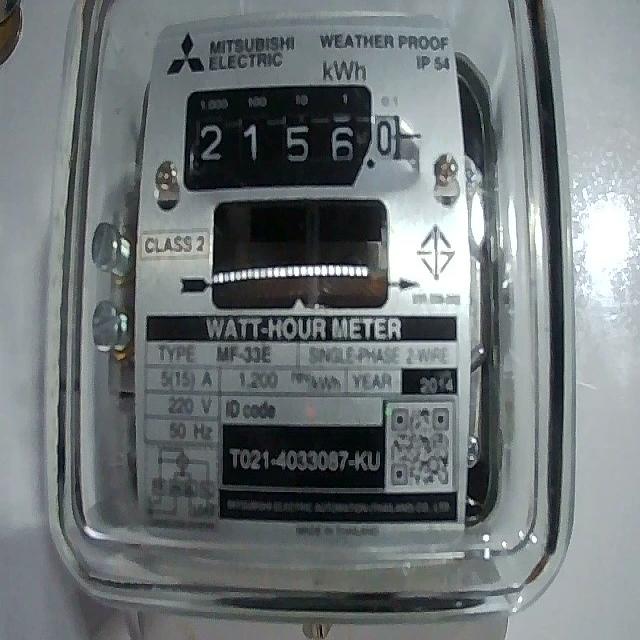 MITSUBISHI ELECTRIC
WEATHER PROOF
IP 54
kWh
1,000 100 10 1 0.1
2 1 5 6 0
CLASS 2
WATT-HOUR METER
TYPE MF-33E SINGLE-PHASE 2-WIRE
5(15) A 1,200 rev/kWh YEAR 2014
220 V ID code
50 Hz
T021-4033087-KU
MADE IN THAILAND